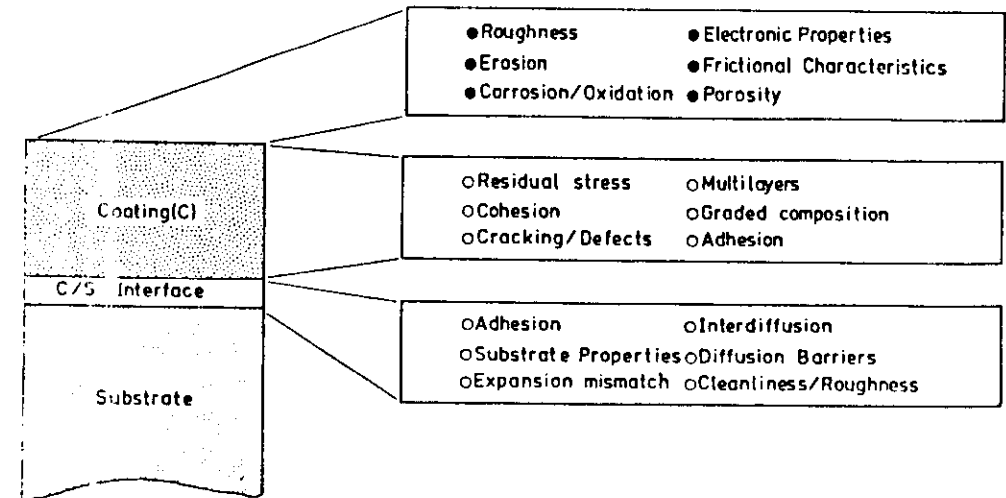 ●Roughness ●Electronic Properties
●Erosion ●Frictional Characteristics
●Corrosion/Oxidation ●Porosity
Coating(C)
○Residual stress ○Multilayers
○Cohesion ○Graded composition
○Cracking/Defects ○Adhesion
C/S Interface
○Adhesion ○Interdiffusion
○Substrate Properties ○Diffusion Barriers
○Expansion mismatch ○Cleantiness/Roughness
Substrate